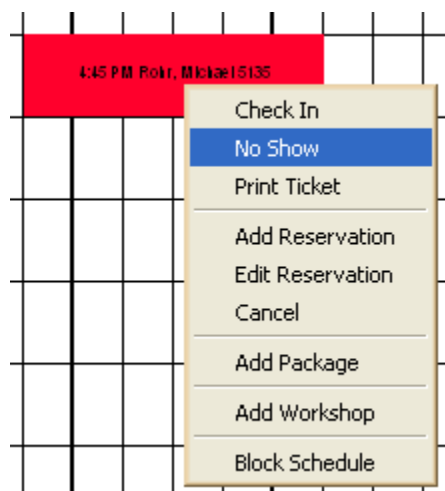 4:45 PM Rohr, Michael 5135
Check In
No Show
Print Ticket
Add Reservation
Edit Reservation
Cancel
Add Package
Add Workshop
Block Schedule